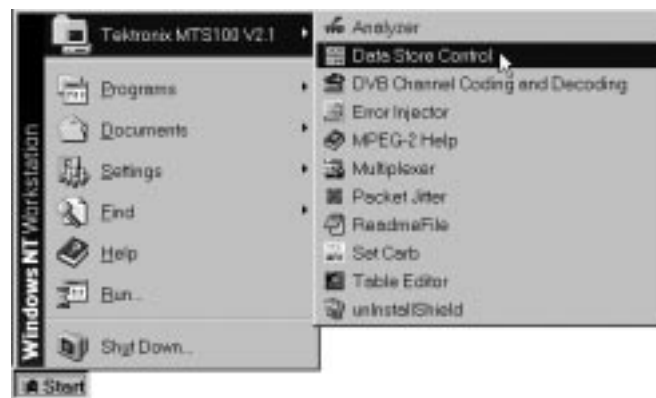 Windows NT Workstation
Tektronix MTS100 V2.1
Programs
Documents
Settings
Find
Help
Run...
Shut Down...
Start
Analyzer
Data Store Control
DVB Channel Coding and Decoding
Error Injector
MPEG-2 Help
Multiplexer
Packet Jitter
ReadmeFile
Set Carb
Table Editor
unInstallShield